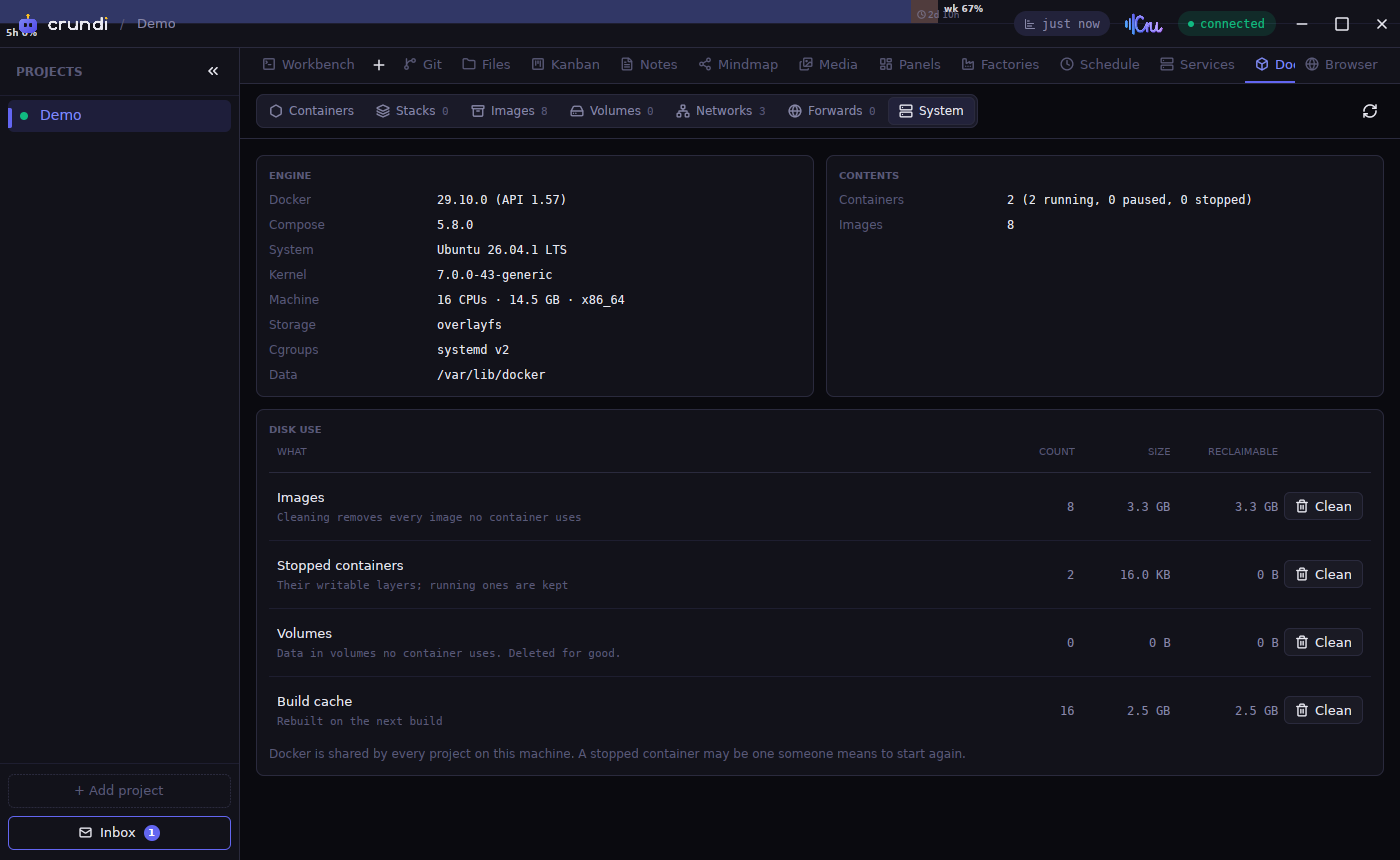 crundi / Demo
2d 10h
wk 67%
just now
Cru
connected
PROJECTS
Workbench
Git
Files
Kanban
Notes
Mindmap
Media
Panels
Factories
Schedule
Services
Browser
Demo
Containers
Stacks 0
Images 8
Volumes 0
Networks 3
Forwards 0
System
ENGINE
Docker 29.10.0 (API 1.57)
Compose 5.8.0
System Ubuntu 26.04.1 LTS
Kernel 7.0.0-43-generic
Machine 16 CPUs · 14.5 GB · x86_64
Storage overlayfs
Cgroups systemd v2
Data /var/lib/docker
CONTENTS
Containers 2 (2 running, 0 paused, 0 stopped)
Images 8
DISK USE
WHAT COUNT SIZE RECLAIMABLE
Images 8 3.3 GB 3.3 GB Clean
Cleaning removes every image no container uses
Stopped containers 2 16.0 KB 0 B Clean
Their writable layers; running ones are kept
Volumes 0 0 B 0 B Clean
Data in volumes no container uses. Deleted for good.
Build cache 16 2.5 GB 2.5 GB Clean
Rebuilt on the next build
Docker is shared by every project on this machine. A stopped container may be one someone means to start again.
+ Add project
Inbox 1